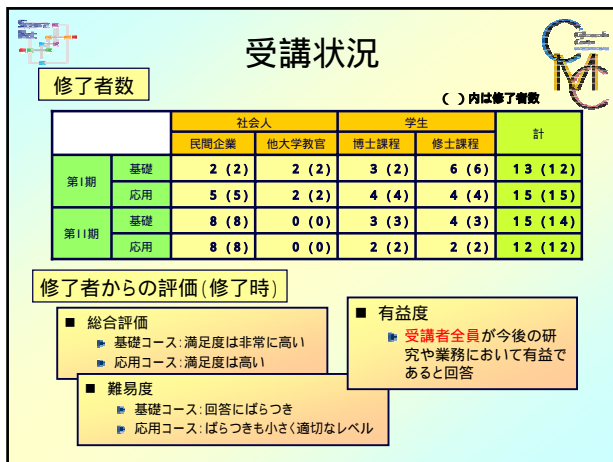 受講状況
修了者数
( )内は修了者数
社会人 学生 計
民間企業 他大学教官 博士課程 修士課程
第I期 基礎 2 (2) 2 (2) 3 (2) 6 (6) 13 (12)
応用 5 (5) 2 (2) 4 (4) 4 (4) 15 (15)
第II期 基礎 8 (8) 0 (0) 3 (3) 4 (3) 15 (14)
応用 8 (8) 0 (0) 2 (2) 2 (2) 12 (12)
修了者からの評価(修了時)
総合評価
基礎コース:満足度は非常に高い
応用コース:満足度は高い
難易度
基礎コース:回答にばらつき
応用コース:ばらつきも小さく適切なレベル
有益度
受講者全員が今後の研
究や業務において有益で
あると回答